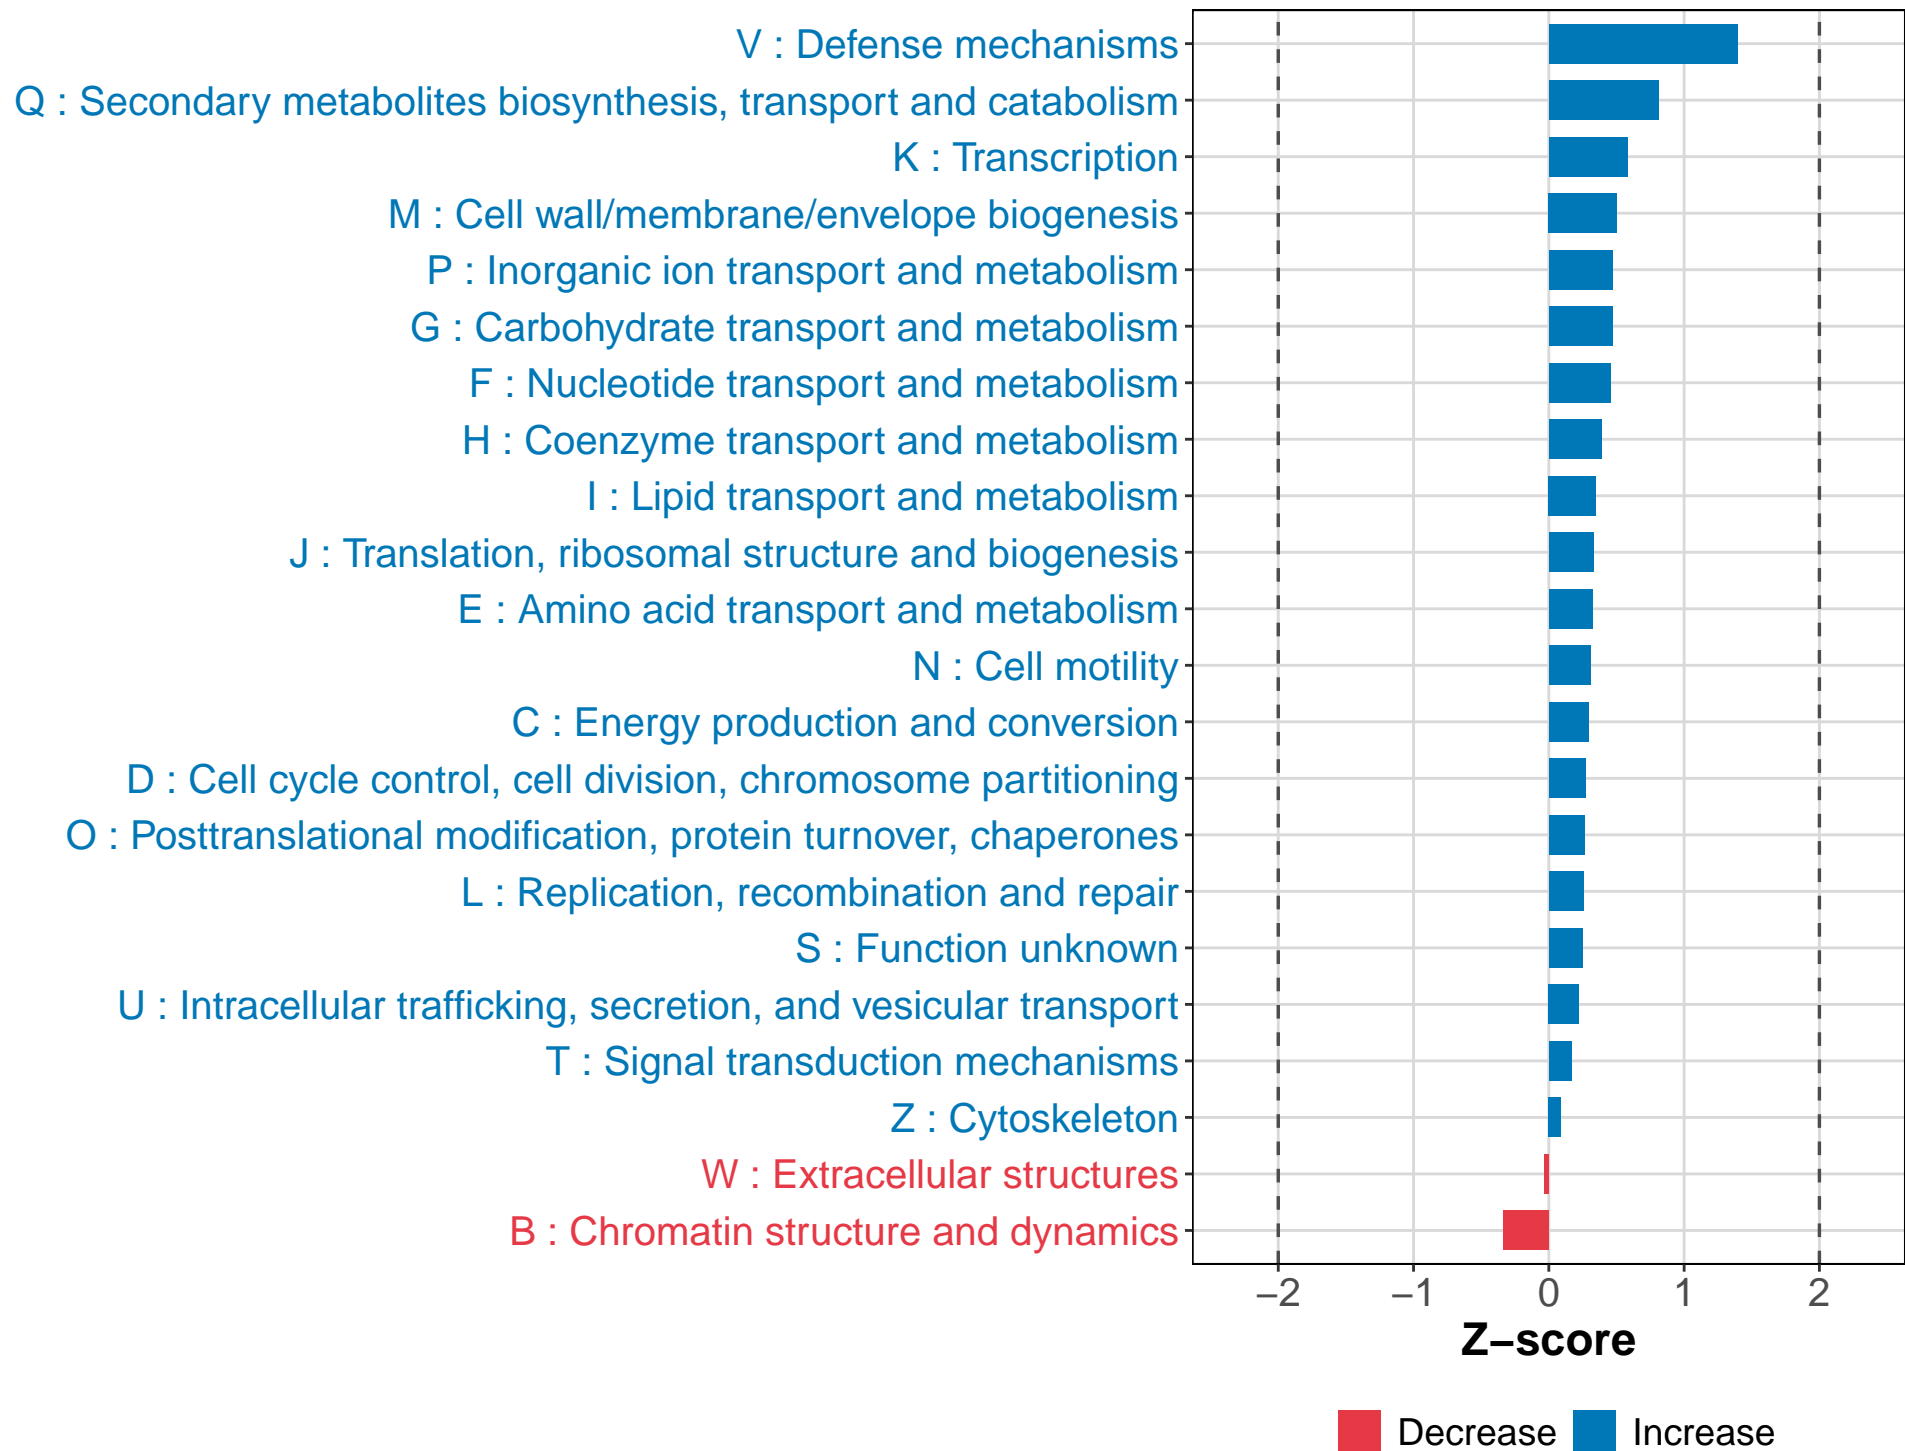 V : Defense mechanisms
Q : Secondary metabolites biosynthesis, transport and catabolism
K : Transcription
M : Cell wall/membrane/envelope biogenesis
P : Inorganic ion transport and metabolism
G : Carbohydrate transport and metabolism
F : Nucleotide transport and metabolism
H : Coenzyme transport and metabolism
I : Lipid transport and metabolism
J : Translation, ribosomal structure and biogenesis
E : Amino acid transport and metabolism
N : Cell motility
C : Energy production and conversion
D : Cell cycle control, cell division, chromosome partitioning
O : Posttranslational modification, protein turnover, chaperones
L : Replication, recombination and repair
S : Function unknown
U : Intracellular trafficking, secretion, and vesicular transport
T : Signal transduction mechanisms
Z : Cytoskeleton
W : Extracellular structures
B : Chromatin structure and dynamics
−2 −1 0 1 2
Z−score
Decrease Increase